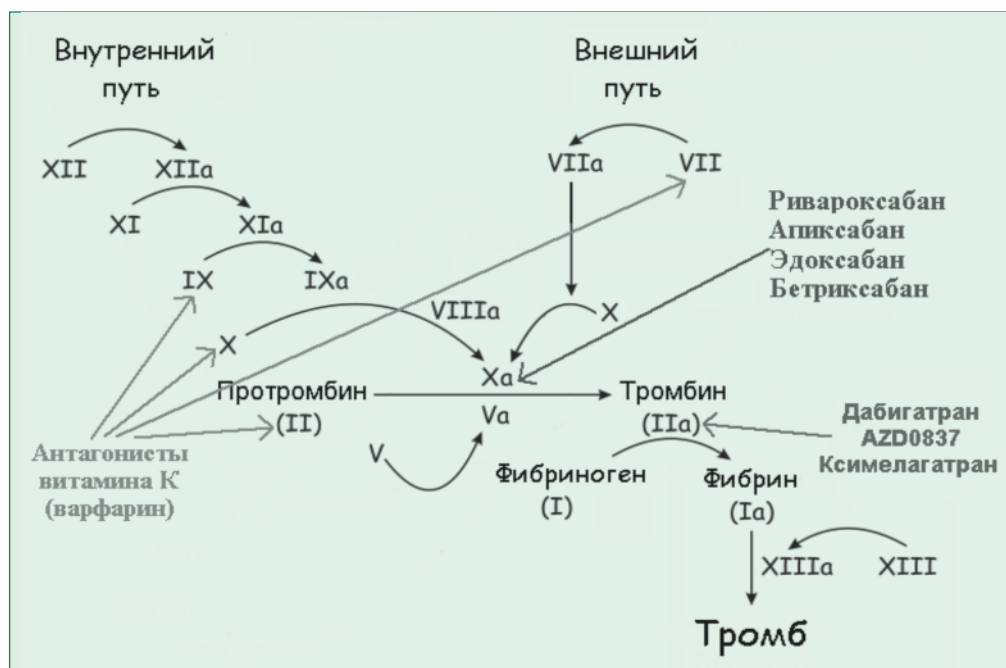 Внутренний
путь
Внешний
путь
XII
XIIa
VIIa
VII
XI
XIa
Ривароксабан
Апиксабан
Эдоксабан
Бетриксабан
IX
IXa
VIIIa
X
X
Xa
Протромбин
(II)
Va
Тромбин
(IIa)
Дабигатран
AZD0837
Ксимелагатран
Антагонисты
витамина К
(варфарин)
V
Фибриноген
(I)
Фибрин
(Ia)
XIIIa
XIII
Тромб